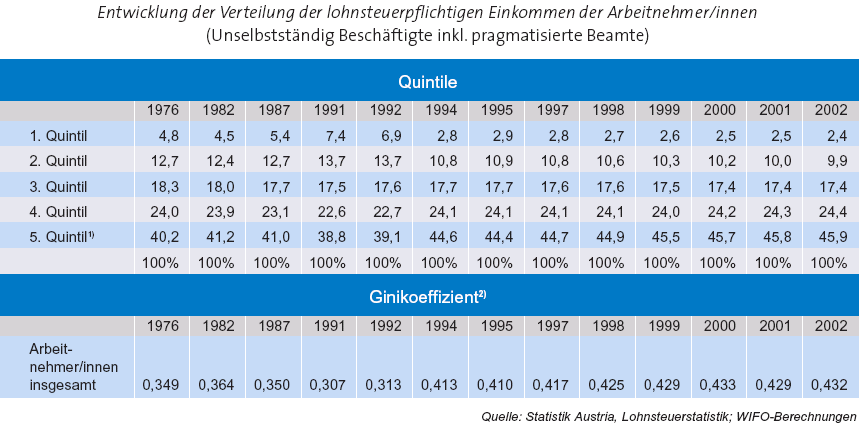 Entwicklung der Verteilung der lohnsteuerpflichtigen Einkommen der Arbeitnehmer/innen
(Unselbstständig Beschäftigte inkl. pragmatisierte Beamte)
Quintile
1976 1982 1987 1991 1992 1994 1995 1997 1998 1999 2000 2001 2002
1. Quintil 4,8 4,5 5,4 7,4 6,9 2,8 2,9 2,8 2,7 2,6 2,5 2,5 2,4
2. Quintil 12,7 12,4 12,7 13,7 13,7 10,8 10,9 10,8 10,6 10,3 10,2 10,0 9,9
3. Quintil 18,3 18,0 17,7 17,5 17,6 17,7 17,7 17,6 17,6 17,5 17,4 17,4 17,4
4. Quintil 24,0 23,9 23,1 22,6 22,7 24,1 24,1 24,1 24,1 24,0 24,2 24,3 24,4
5. Quintil¹⁾ 40,2 41,2 41,0 38,8 39,1 44,6 44,4 44,7 44,9 45,5 45,7 45,8 45,9
100% 100% 100% 100% 100% 100% 100% 100% 100% 100% 100% 100% 100%
Ginikoeffizient²⁾
1976 1982 1987 1991 1992 1994 1995 1997 1998 1999 2000 2001 2002
Arbeit-
nehmer/innen
insgesamt 0,349 0,364 0,350 0,307 0,313 0,413 0,410 0,417 0,425 0,429 0,433 0,429 0,432
Quelle: Statistik Austria, Lohnsteuerstatistik; WIFO-Berechnungen